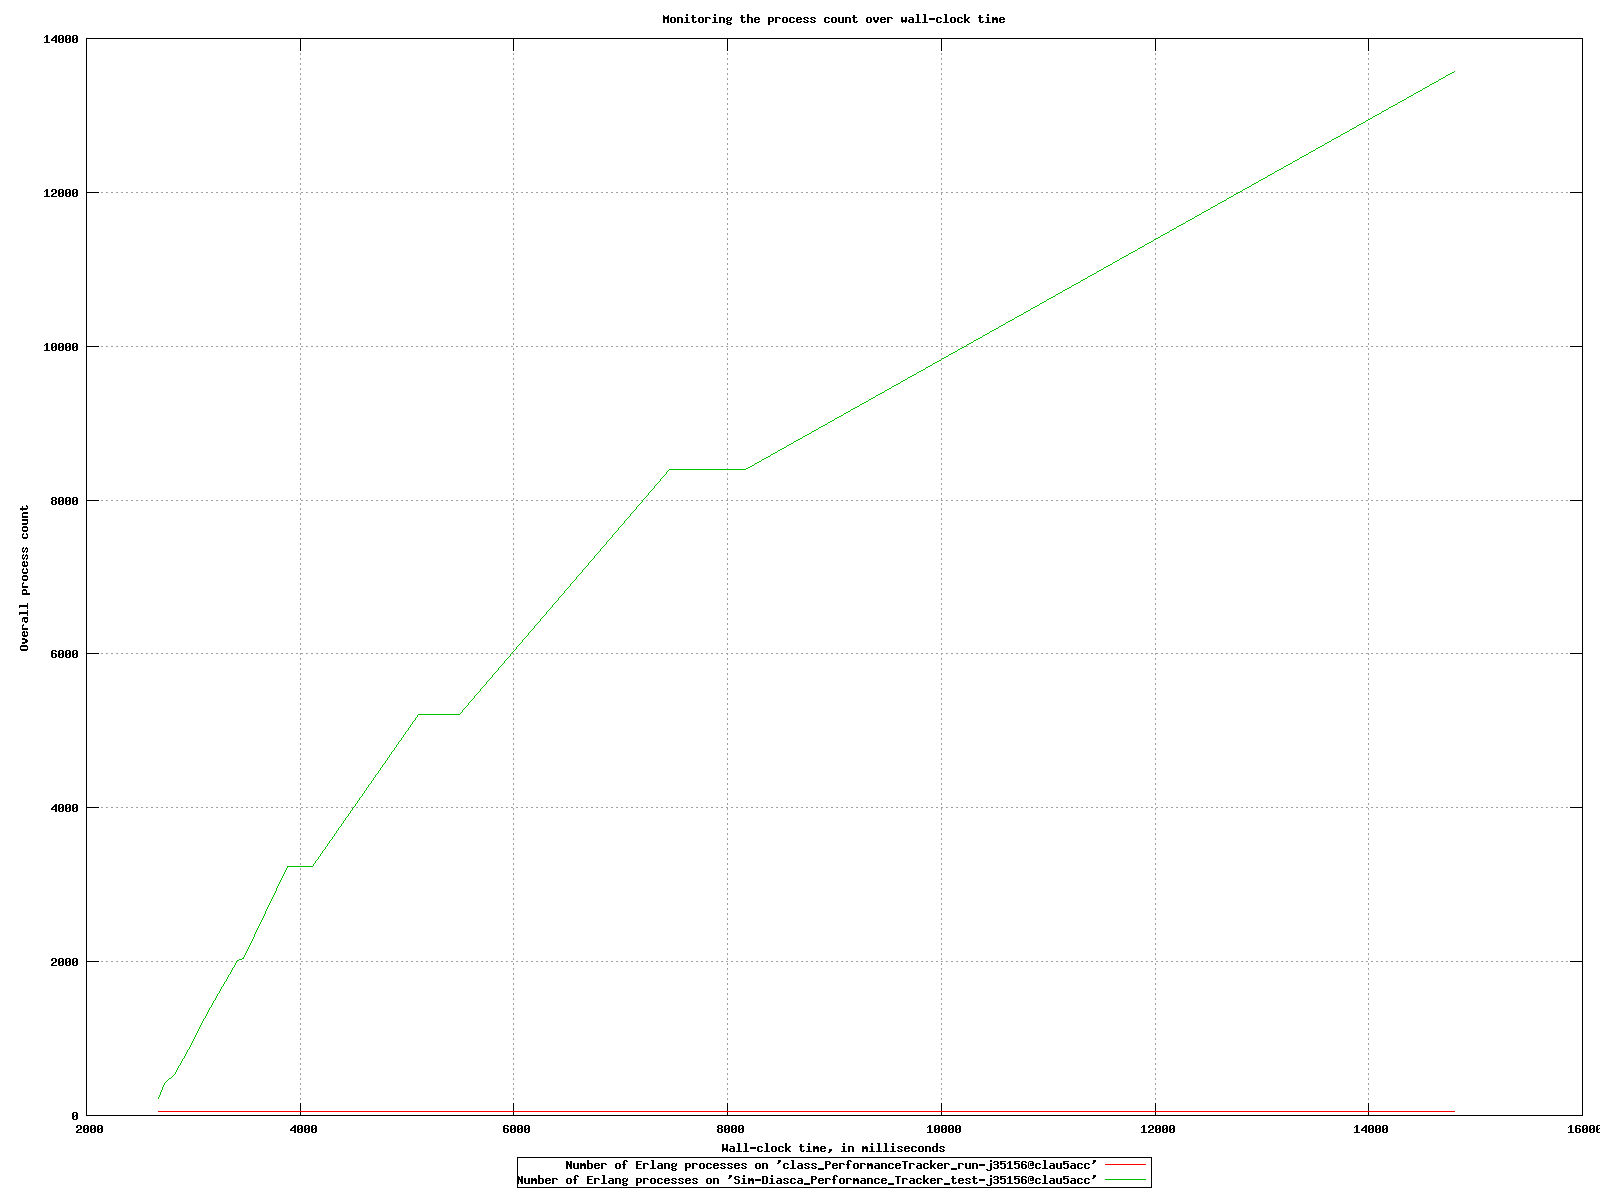 Monitoring the process count over wall-clock time
14000
12000
10000
8000
6000
4000
2000
0
Overall process count
2000 4000 6000 8000 10000 12000 14000 16000
Wall-clock time, in milliseconds
Number of Erlang processes on 'class_PerformanceTracker_run-j35156@clau5acc'
Number of Erlang processes on 'Sim-Diasca_Performance_Tracker_test-j35156@clau5acc'